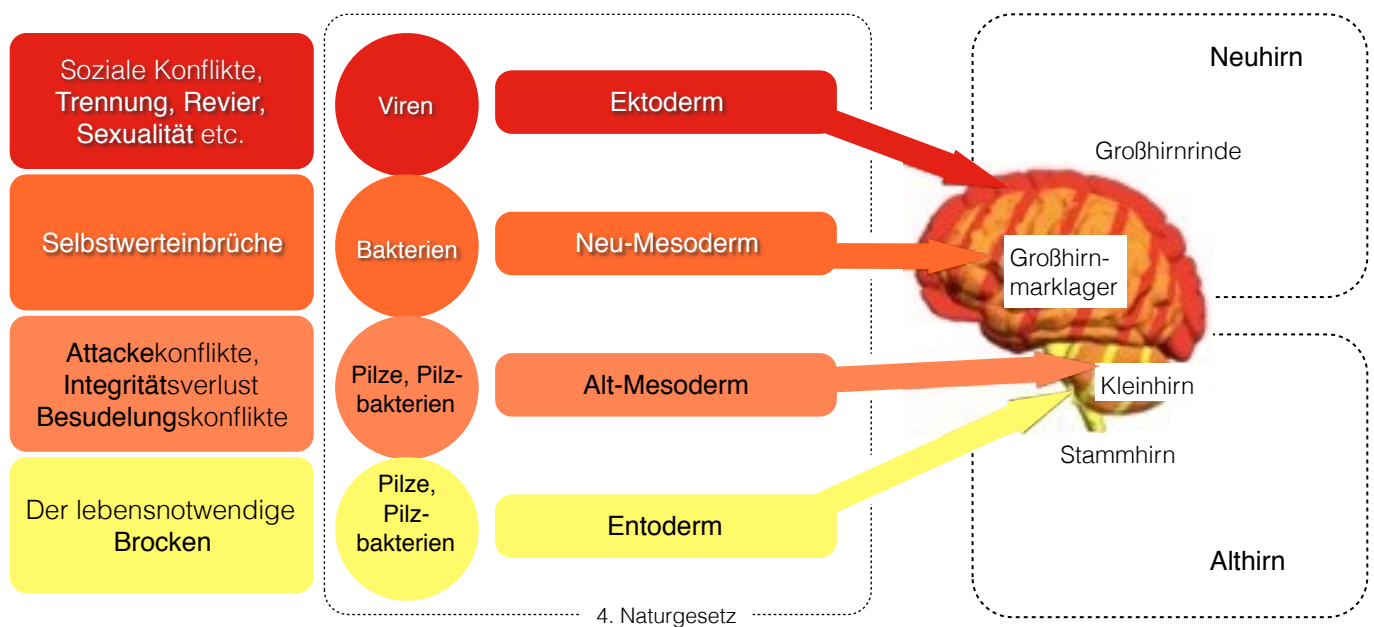 Soziale Konflikte,
Trennung, Revier,
Sexualität etc.
Viren
Ektoderm
Neuhirn
Großhirnrinde
Selbstwerteinbrüche
Bakterien
Neu-Mesoderm
Großhirn-
marklager
Attackekonflikte,
Integritätsverlust
Besudelungskonflikte
Pilze, Pilz-
bakterien
Alt-Mesoderm
Kleinhirn
Stammhirn
Der lebensnotwendige
Brocken
Pilze,
Pilz-
bakterien
Entoderm
Althirn
4. Naturgesetz